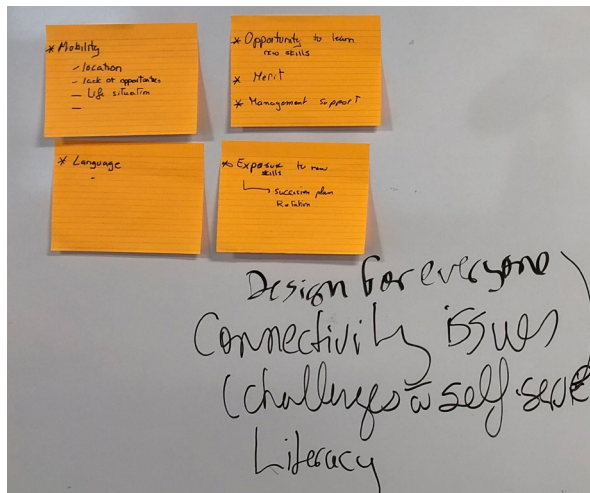 * Mobility
- location
- lack of opportunities
- Life situation
-
* Opportunity to learn
new skills
* Merit
* Management support
* Language
-
* Exposure to new
skills
succession plan
Rotation
Design for everyone
Connectivity issues
(challenges w self-serve
Literacy